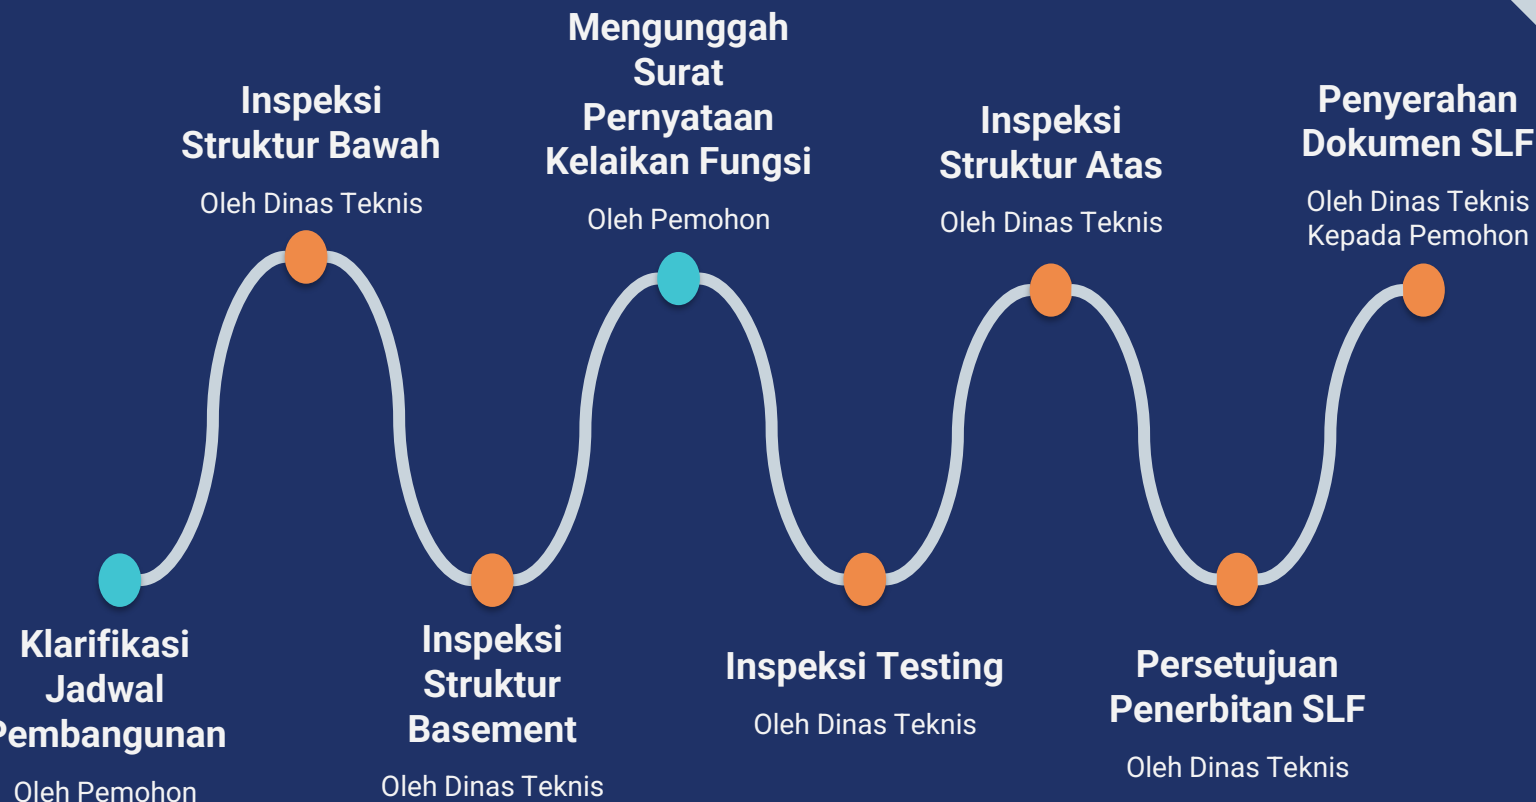 Klarifikasi
Jadwal
Pembangunan
Oleh Pemohon
Inspeksi
Struktur Bawah
Oleh Dinas Teknis
Inspeksi
Struktur
Basement
Oleh Dinas Teknis
Mengunggah
Surat
Pernyataan
Kelaikan Fungsi
Oleh Pemohon
Inspeksi Testing
Oleh Dinas Teknis
Inspeksi
Struktur Atas
Oleh Dinas Teknis
Persetujuan
Penerbitan SLF
Oleh Dinas Teknis
Penyerahan
Dokumen SLF
Oleh Dinas Teknis
Kepada Pemohon